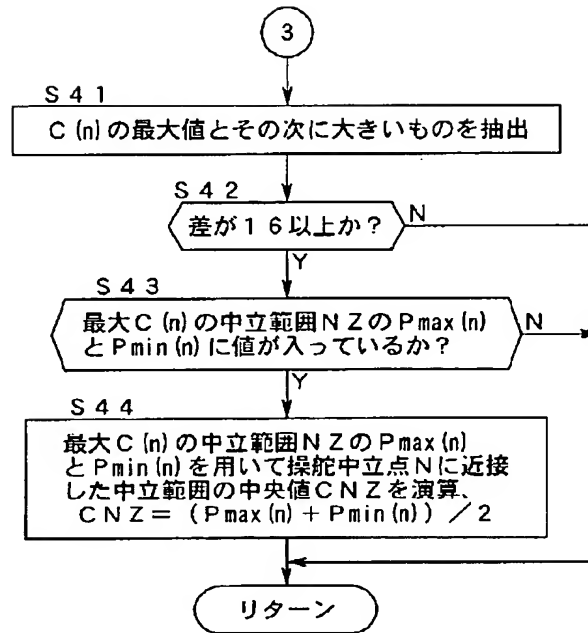 3
S41
C(n)の最大値とその次に大きいものを抽出
S42
差が16以上か?
N
Y
S43
最大C(n)の中立範囲NZのPmax(n)
とPmin(n)に値が入っているか?
N
Y
S44
最大C(n)の中立範囲NZのPmax(n)
とPmin(n)を用いて操舵中立点Nに近接
した中立範囲の中央値CNZを演算、
CNZ=(Pmax(n)+Pmin(n))/2
リターン